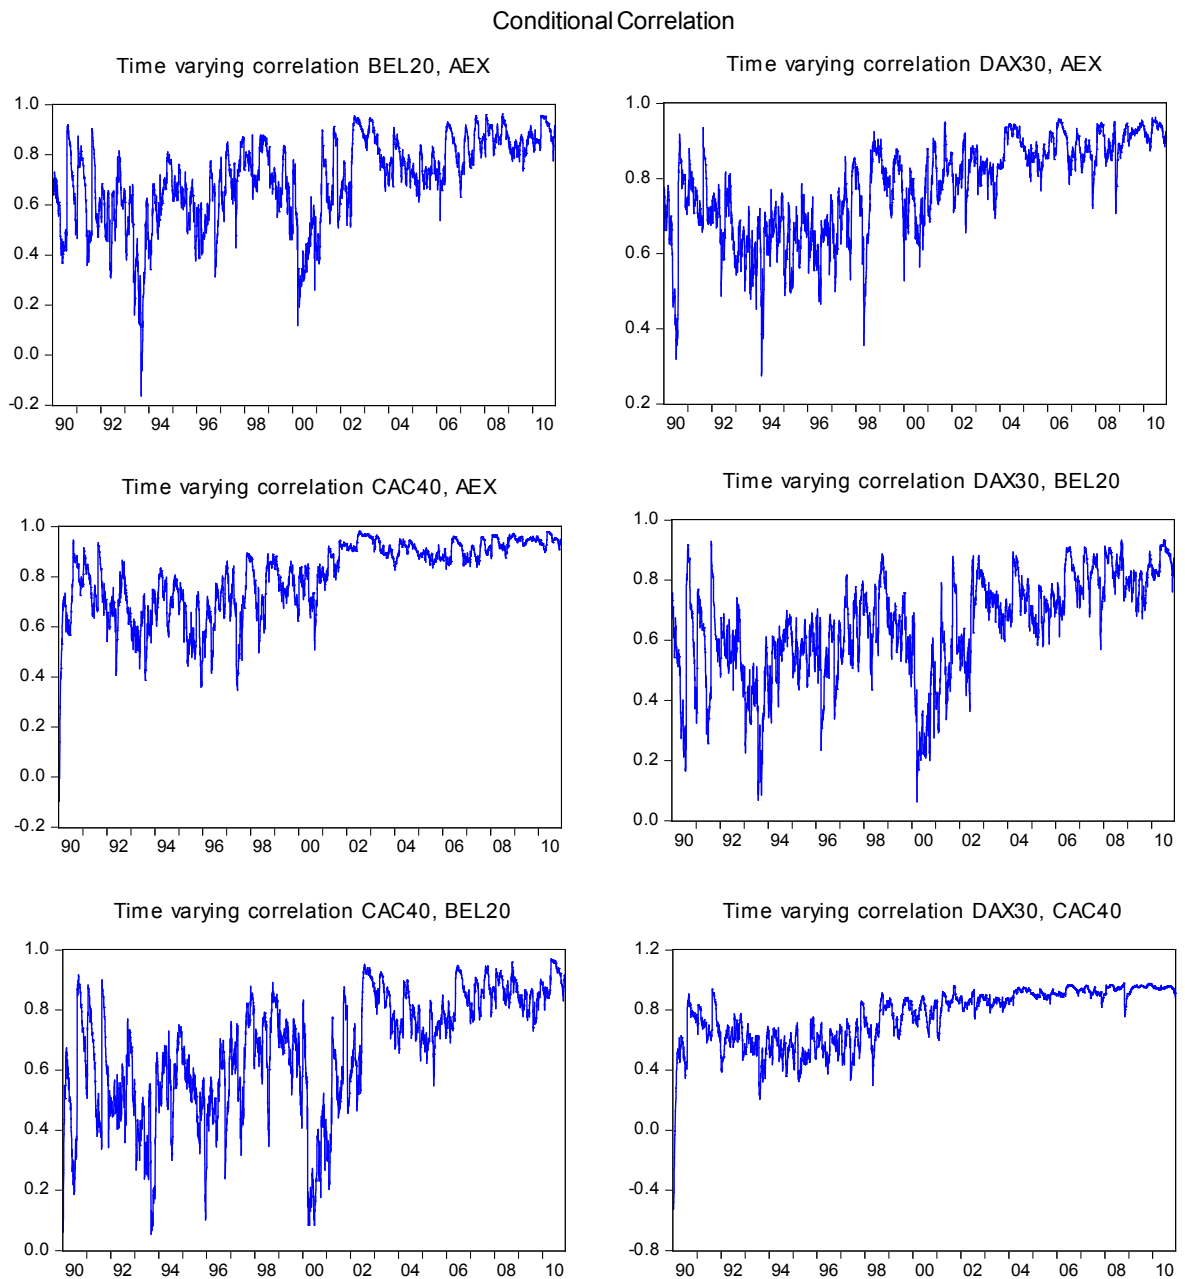 Conditional Correlation
Time varying correlation BEL20, AEX
1.0
0.8
0.6
0.4
0.2
0.0
-0.2
90 92 94 96 98 00 02 04 06 08 10
Time varying correlation DAX30, AEX
1.0
0.8
0.6
0.4
0.2
90 92 94 96 98 00 02 04 06 08 10
Time varying correlation CAC40, AEX
1.0
0.8
0.6
0.4
0.2
0.0
-0.2
90 92 94 96 98 00 02 04 06 08 10
Time varying correlation DAX30, BEL20
1.0
0.8
0.6
0.4
0.2
0.0
90 92 94 96 98 00 02 04 06 08 10
Time varying correlation CAC40, BEL20
1.0
0.8
0.6
0.4
0.2
0.0
90 92 94 96 98 00 02 04 06 08 10
Time varying correlation DAX30, CAC40
1.2
0.8
0.4
0.0
-0.4
-0.8
90 92 94 96 98 00 02 04 06 08 10